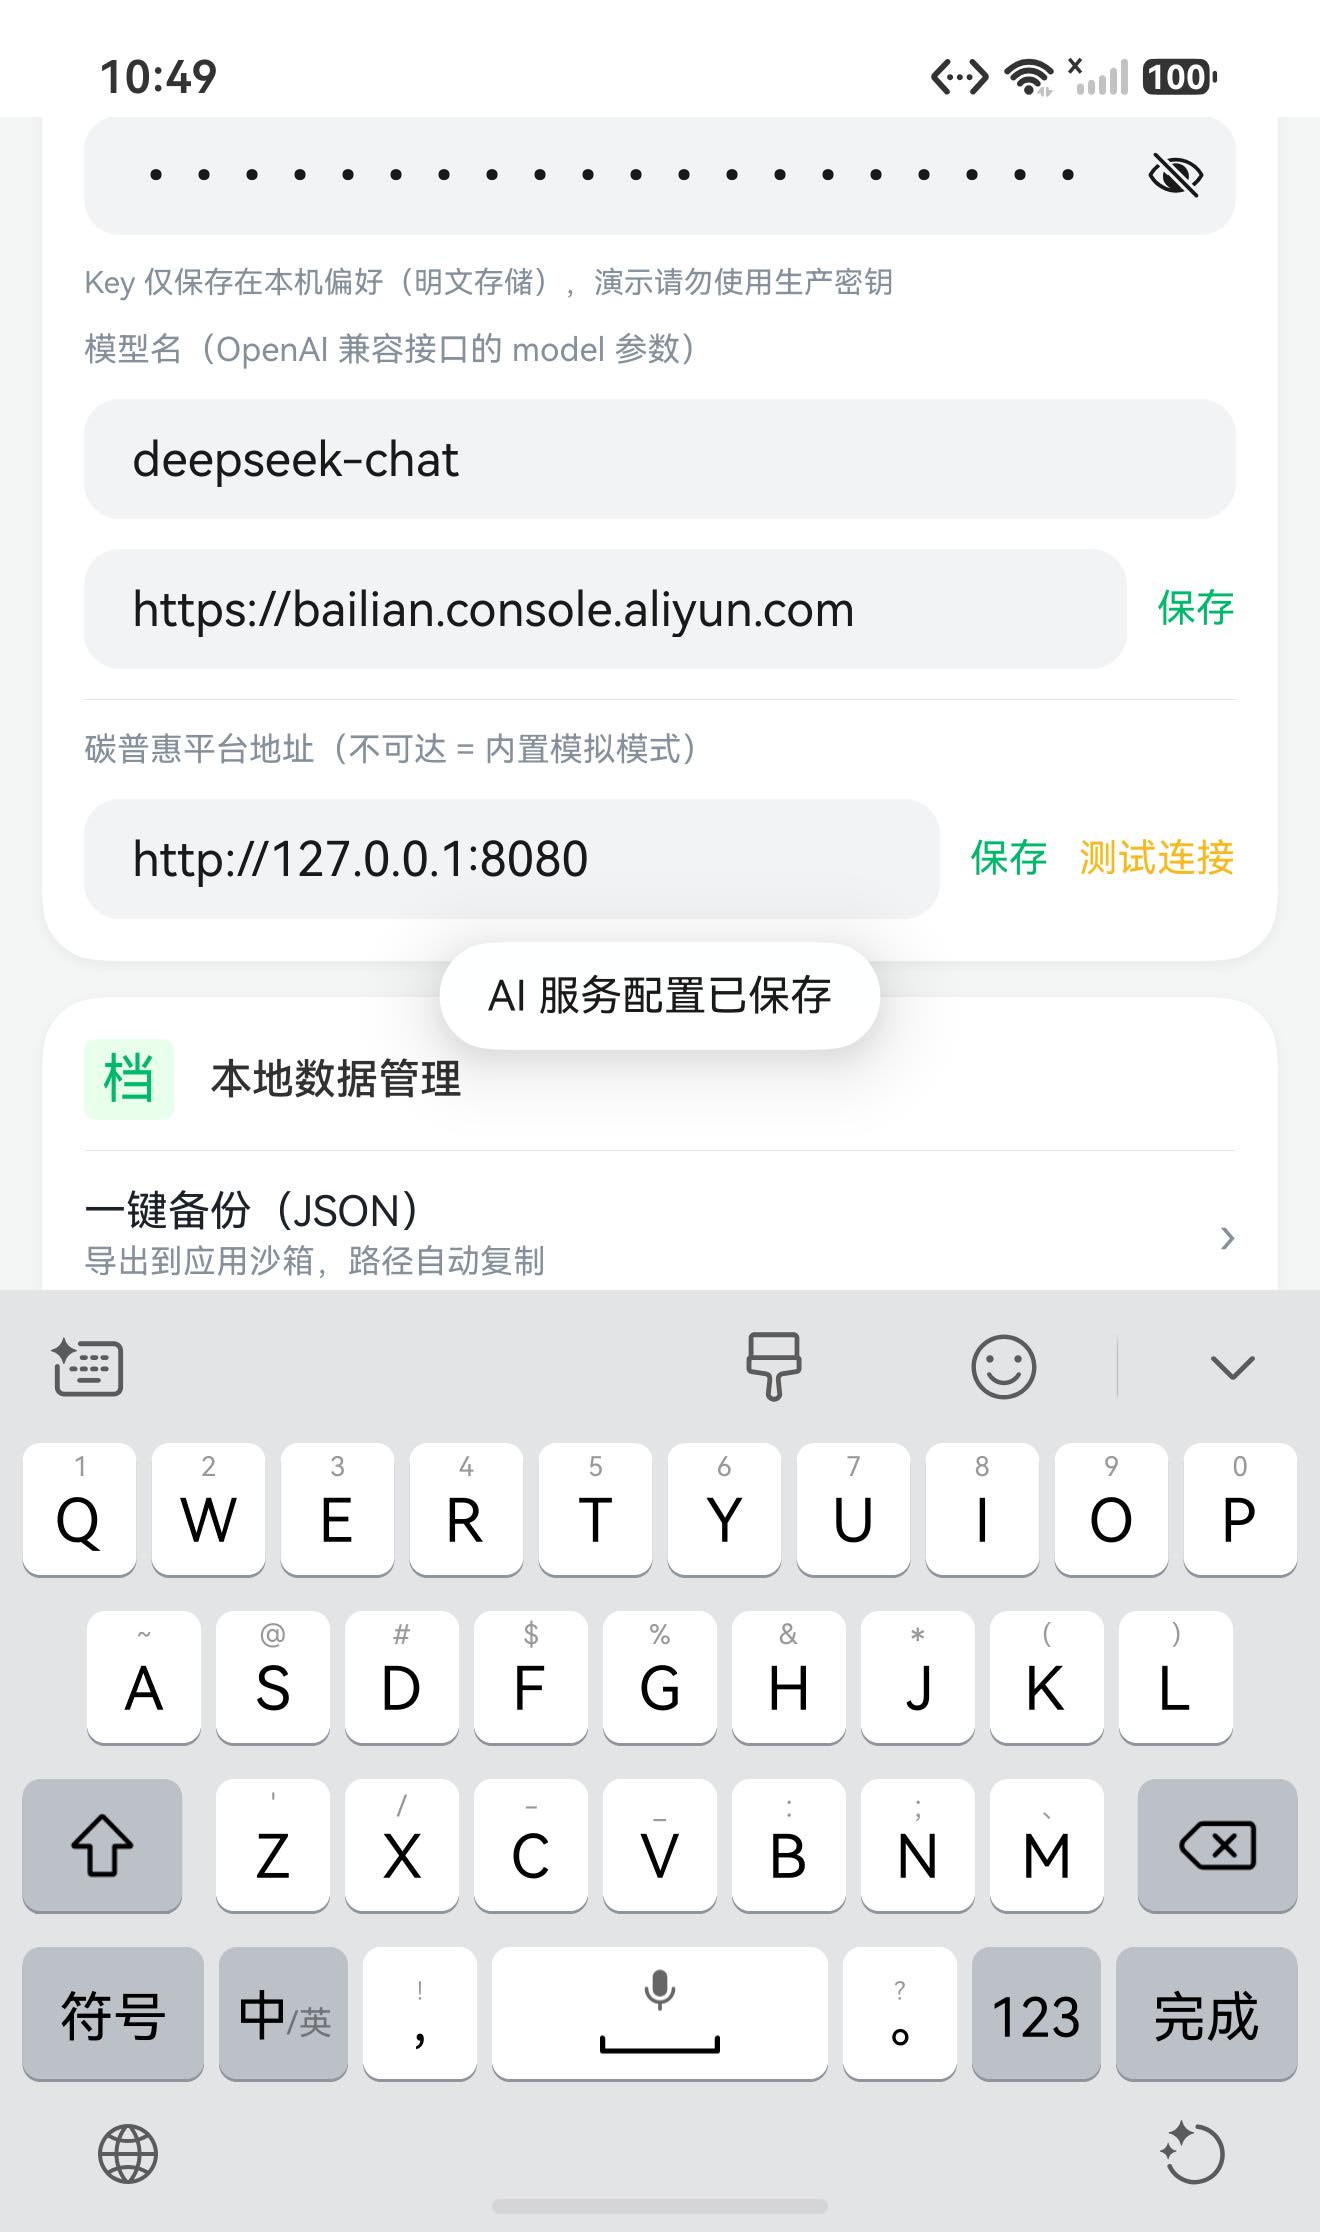 10:49
100
••••••••••••••••••••
Key 仅保存在本机偏好（明文存储），演示请勿使用生产密钥
模型名（OpenAI 兼容接口的 model 参数）
deepseek-chat
https://bailian.console.aliyun.com 保存
碳普惠平台地址（不可达 = 内置模拟模式）
http://127.0.0.1:8080 保存 测试连接
AI 服务配置已保存
档 本地数据管理
一键备份（JSON）
导出到应用沙箱，路径自动复制
1 2 3 4 5 6 7 8 9 0
Q W E R T Y U I O P
~ @ # $ % & * ( )
A S D F G H J K L
' / - _ : ; 、
Z X C V B N M
! ?
符号 中/英 ， 。 123 完成